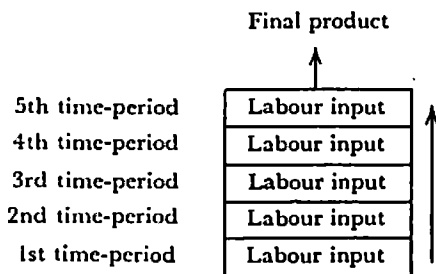 Final product
5th time-period Labour input
4th time-period Labour input
3rd time-period Labour input
2nd time-period Labour input
1st time-period Labour input